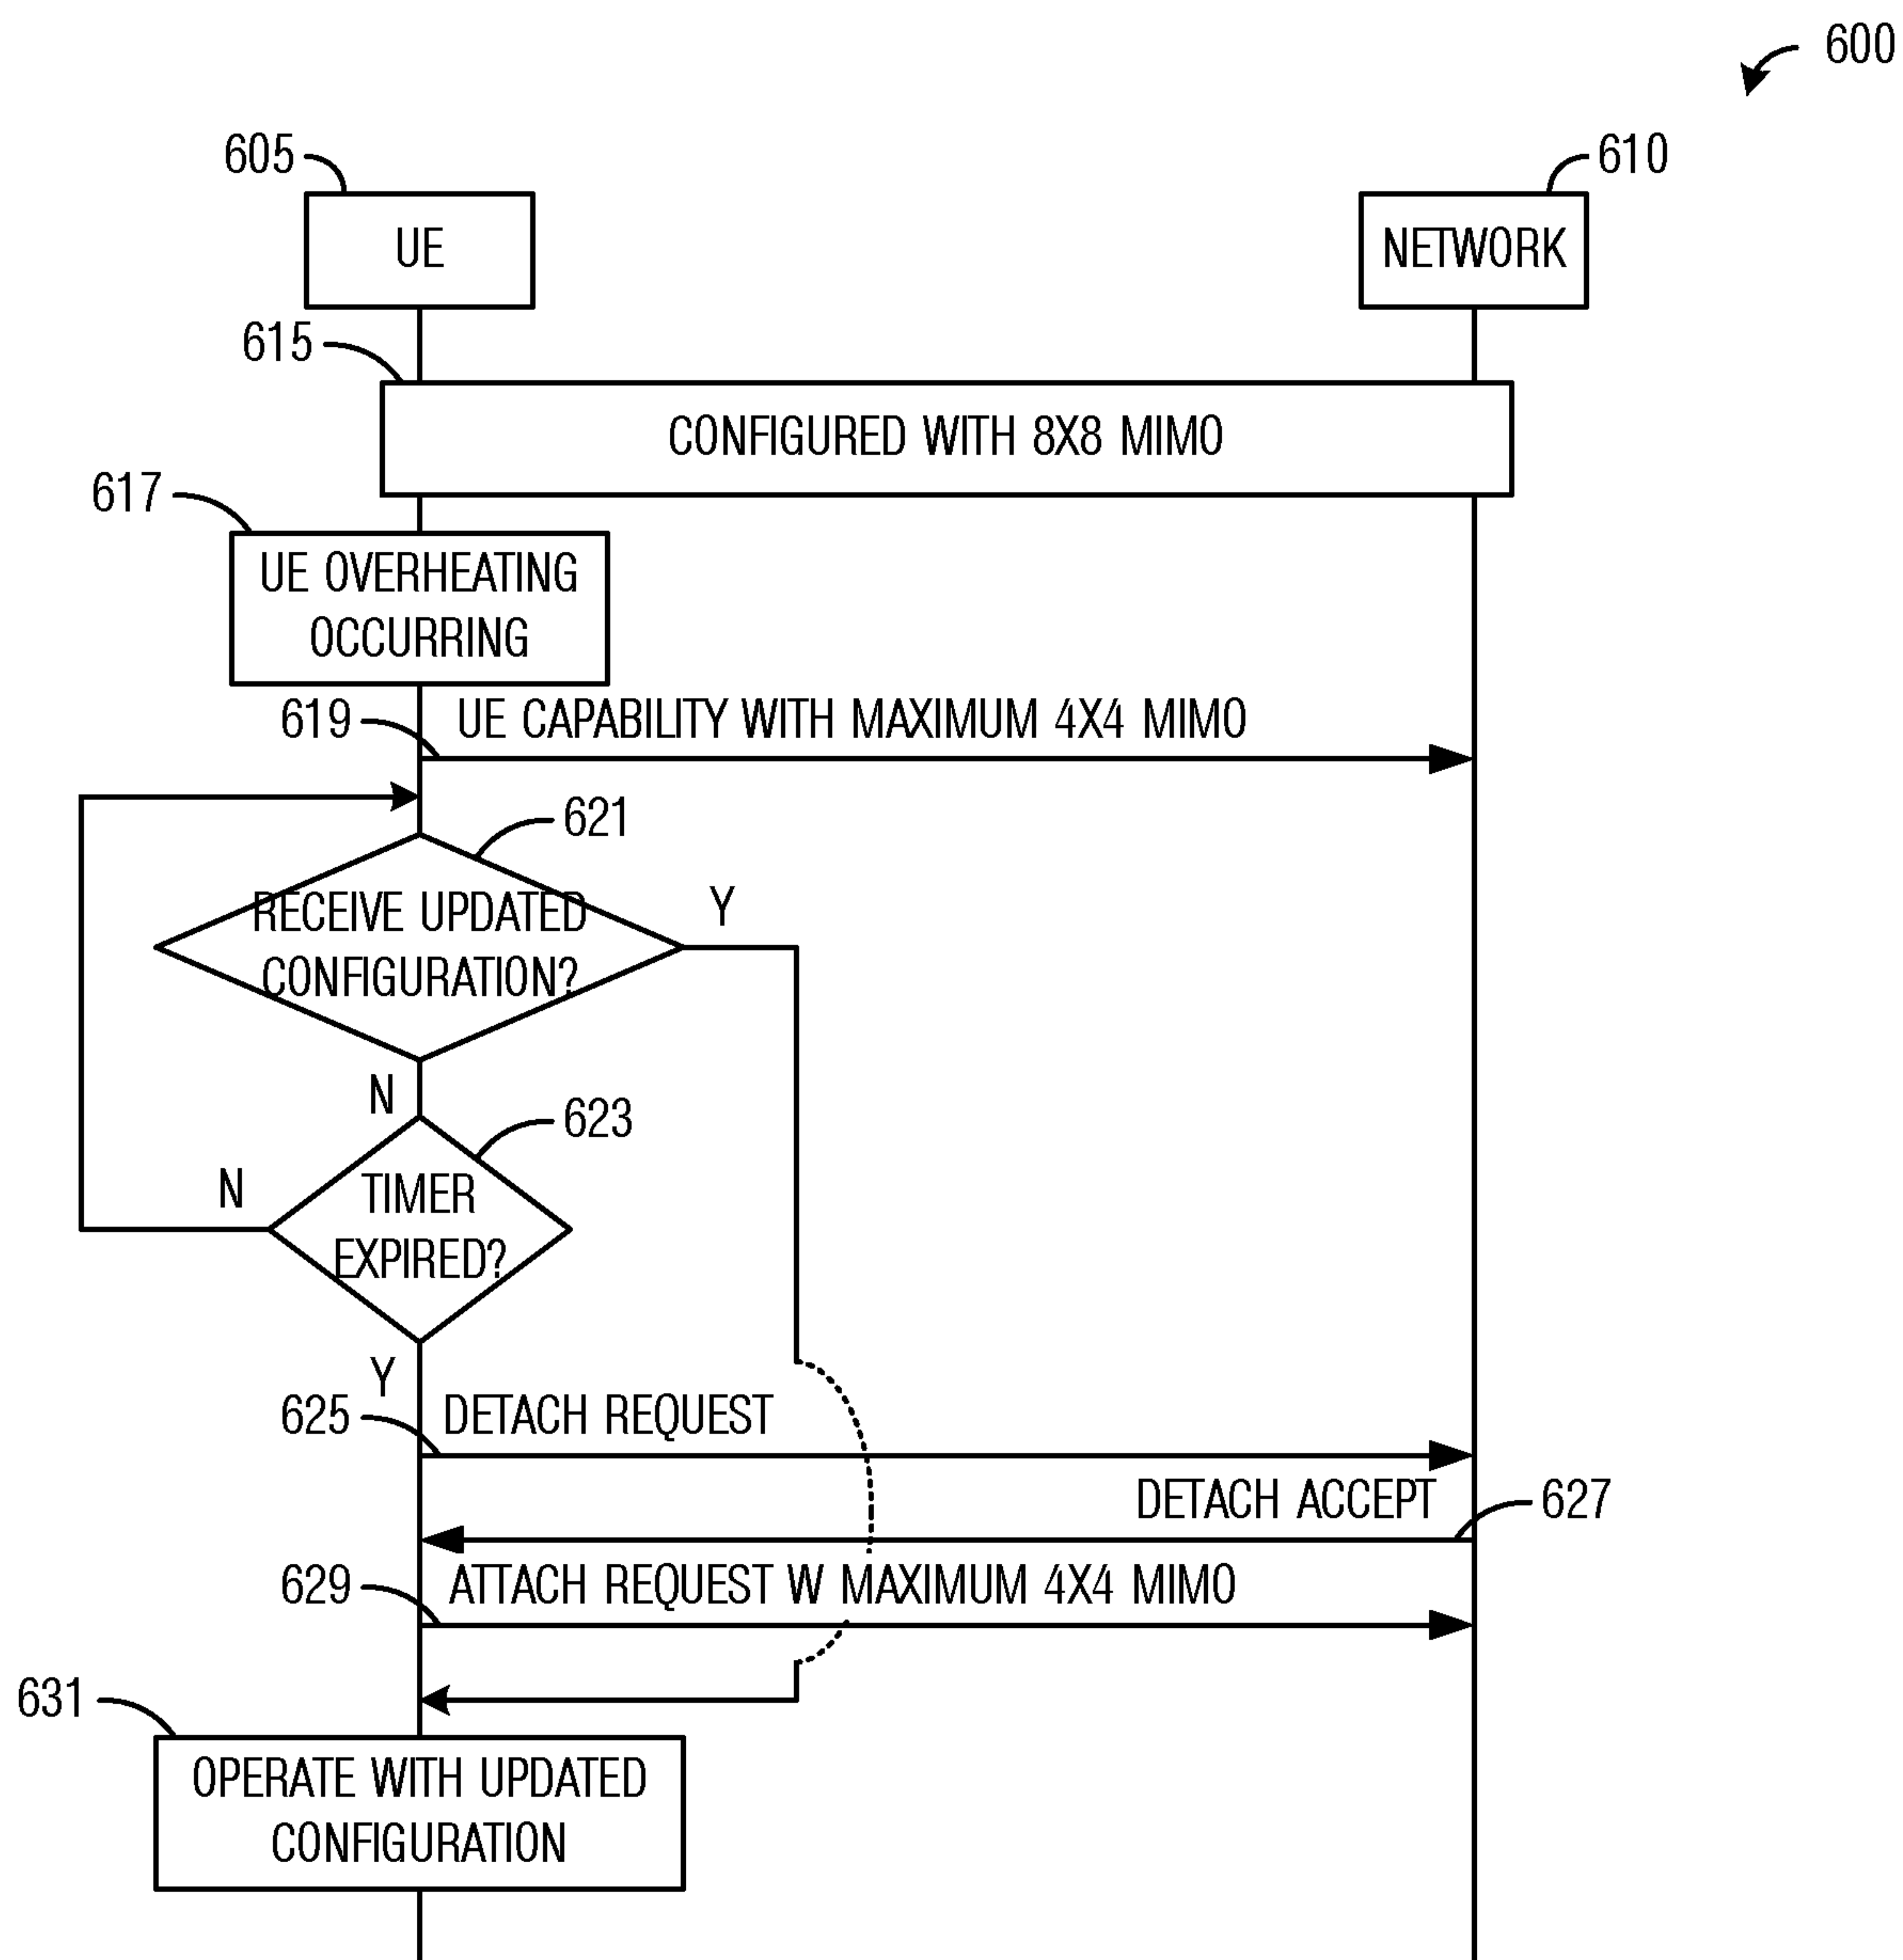 600
605
610
UE
NETWORK
615
CONFIGURED WITH 8X8 MIMO
617
UE OVERHEATING
OCCURRING
619
UE CAPABILITY WITH MAXIMUM 4X4 MIMO
621
RECEIVE UPDATED
CONFIGURATION?
Y
N
623
TIMER
EXPIRED?
N
Y
625
DETACH REQUEST
DETACH ACCEPT
627
629
ATTACH REQUEST W MAXIMUM 4X4 MIMO
631
OPERATE WITH UPDATED
CONFIGURATION